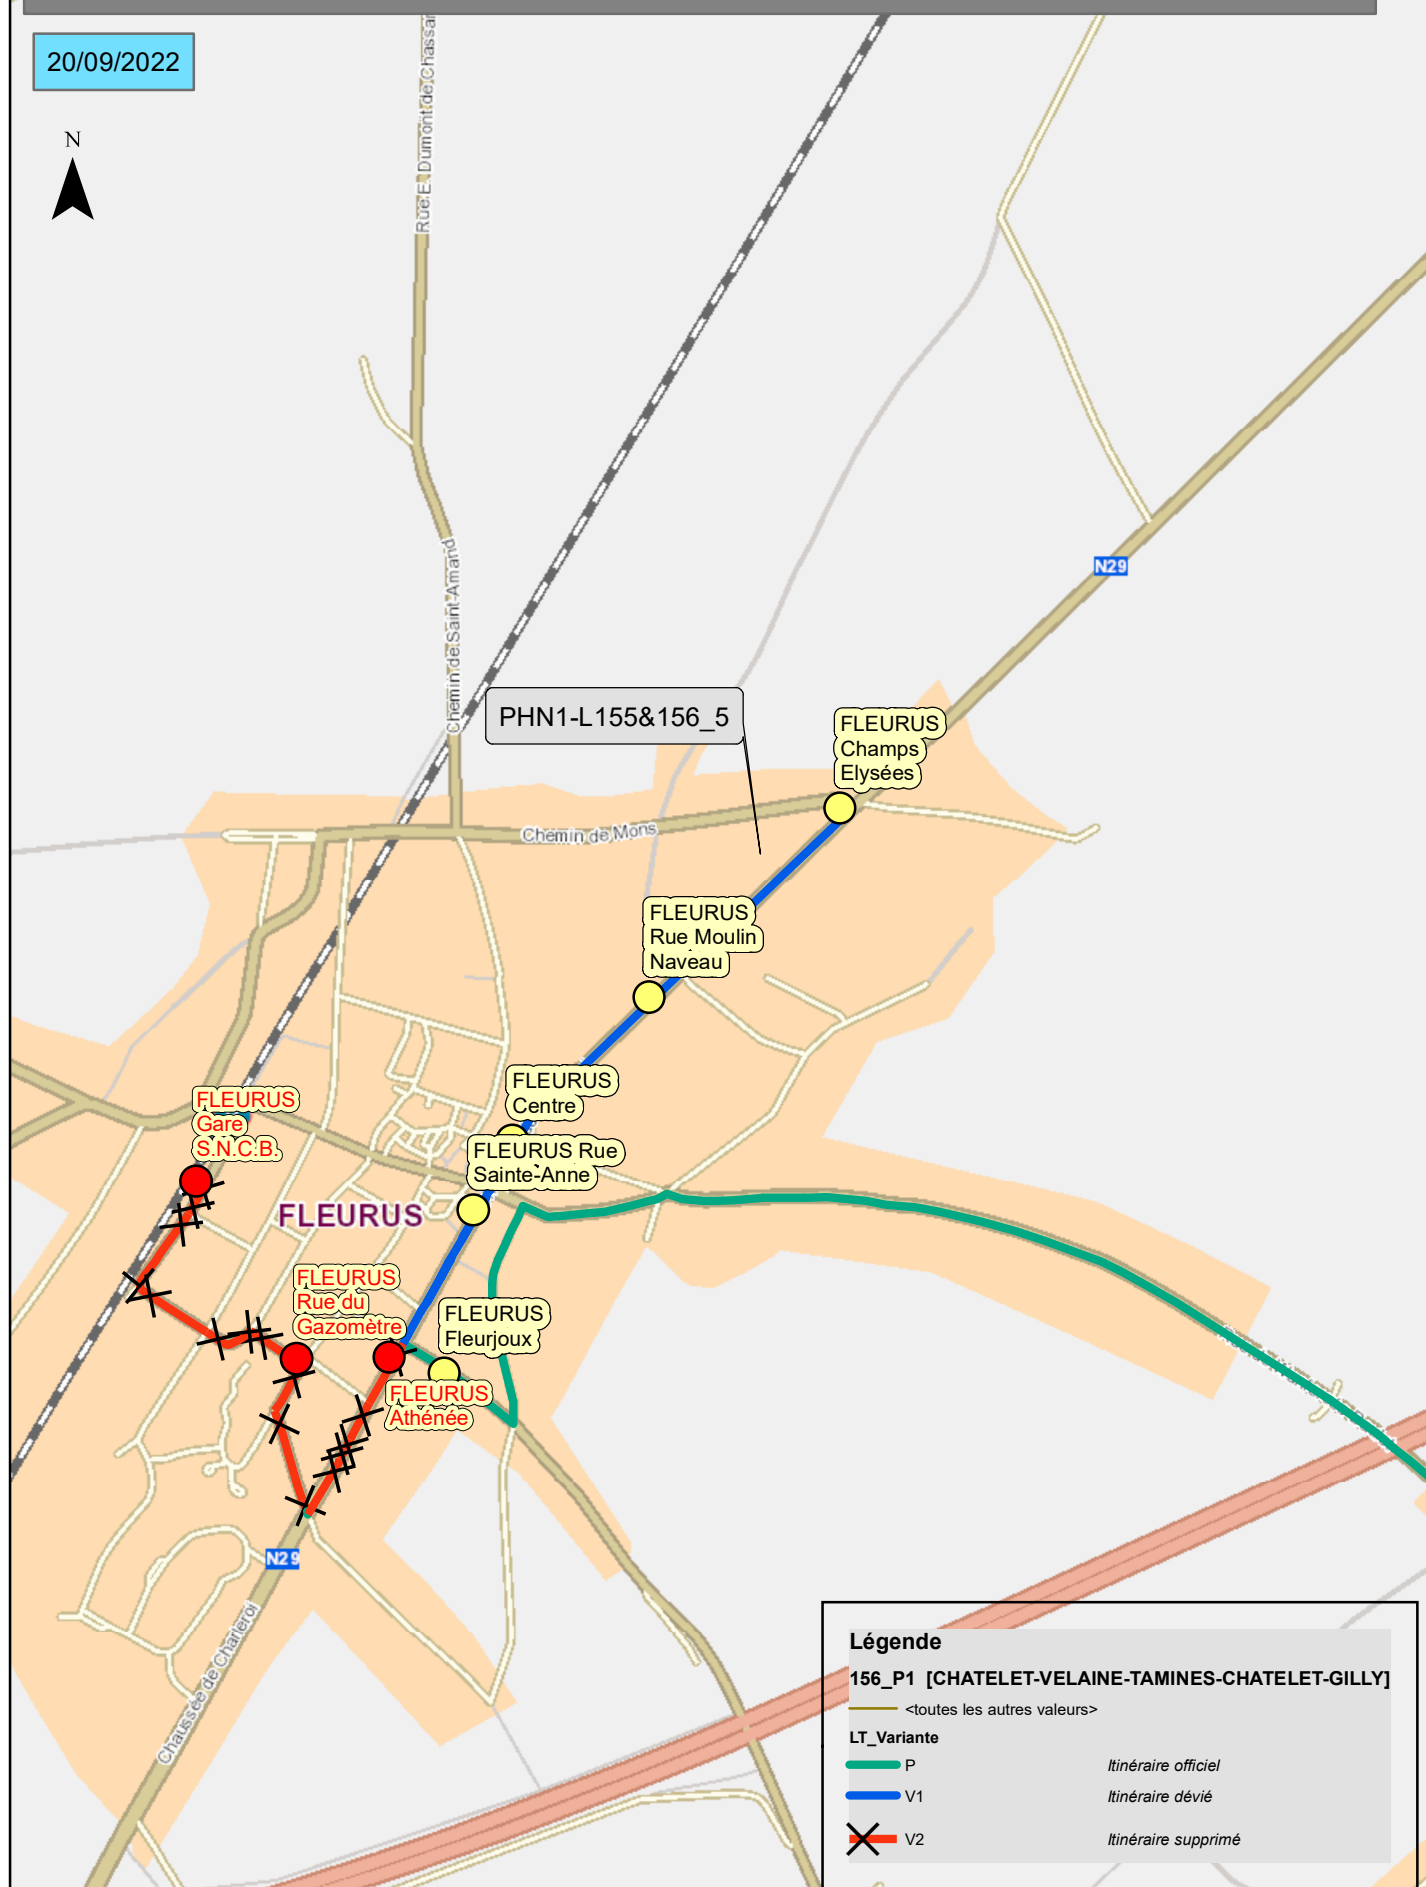 20/09/2022
N
Rue E. Dumont de Chassar
Chemin de Saint-Amand
N29
PHN1-L155&156_5
FLEURUS
Champs
Elysées
Chemin de Mons
FLEURUS
Rue Moulin
Naveau
FLEURUS
Centre
FLEURUS
Gare
S.N.C.B.
FLEURUS Rue
Sainte-Anne
FLEURUS
FLEURUS
Rue du
Gazomètre
FLEURUS
Fleurjoux
FLEURUS
Athénée
N29
Chaussée de Charleroi
Légende
156_P1 [CHATELET-VELAINE-TAMINES-CHATELET-GILLY]
<toutes les autres valeurs>
LT_Variante
P Itinéraire officiel
V1 Itinéraire dévié
V2 Itinéraire supprimé